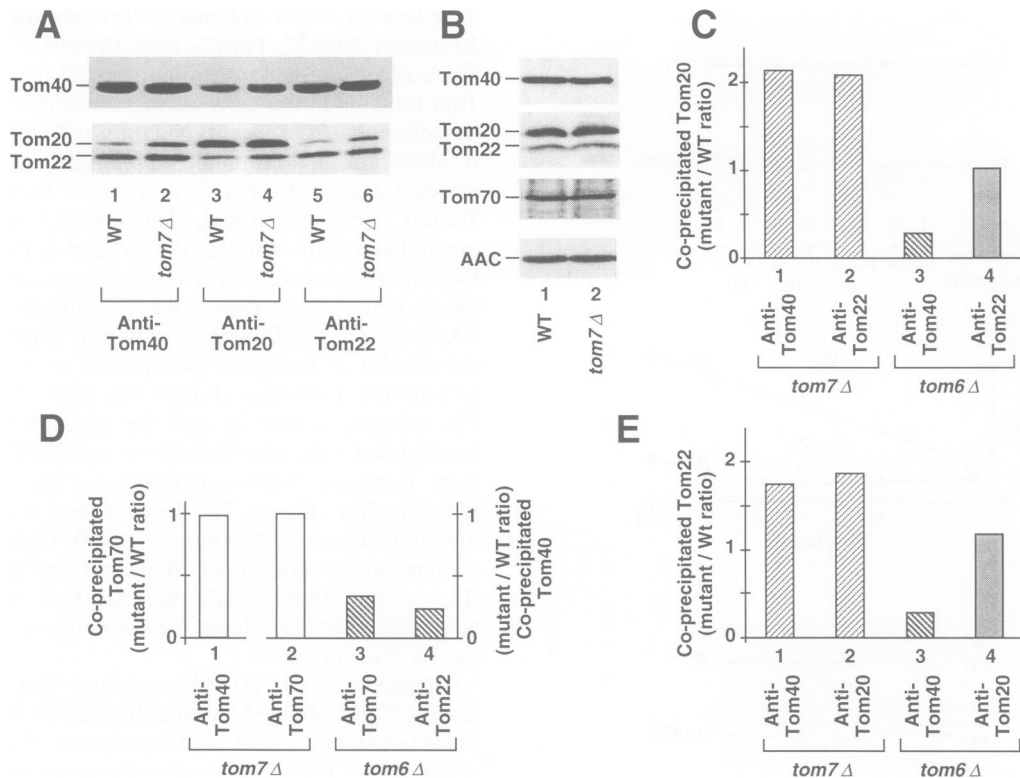 A
Tom40
Tom20
Tom22
1 2 3 4 5 6
WT tom7Δ WT tom7Δ WT tom7Δ
Anti-Tom40
Anti-Tom20
Anti-Tom22
B
Tom40
Tom20
Tom22
Tom70
AAC
1 2
WT tom7Δ
C
Co-precipitated Tom20
(mutant / WT ratio)
2
1
0
1 2 3 4
Anti-Tom40
Anti-Tom22
Anti-Tom40
Anti-Tom22
tom7Δ tom6Δ
D
Co-precipitated
Tom70
(mutant / WT ratio)
1
0
1
0
(mutant / WT ratio)
Co-precipitated
Tom40
1 2 3 4
Anti-Tom40
Anti-Tom70
Anti-Tom70
Anti-Tom22
tom7Δ tom6Δ
E
Co-precipitated Tom22
(mutant / Wt ratio)
2
1
0
1 2 3 4
Anti-Tom40
Anti-Tom20
Anti-Tom40
Anti-Tom20
tom7Δ tom6Δ